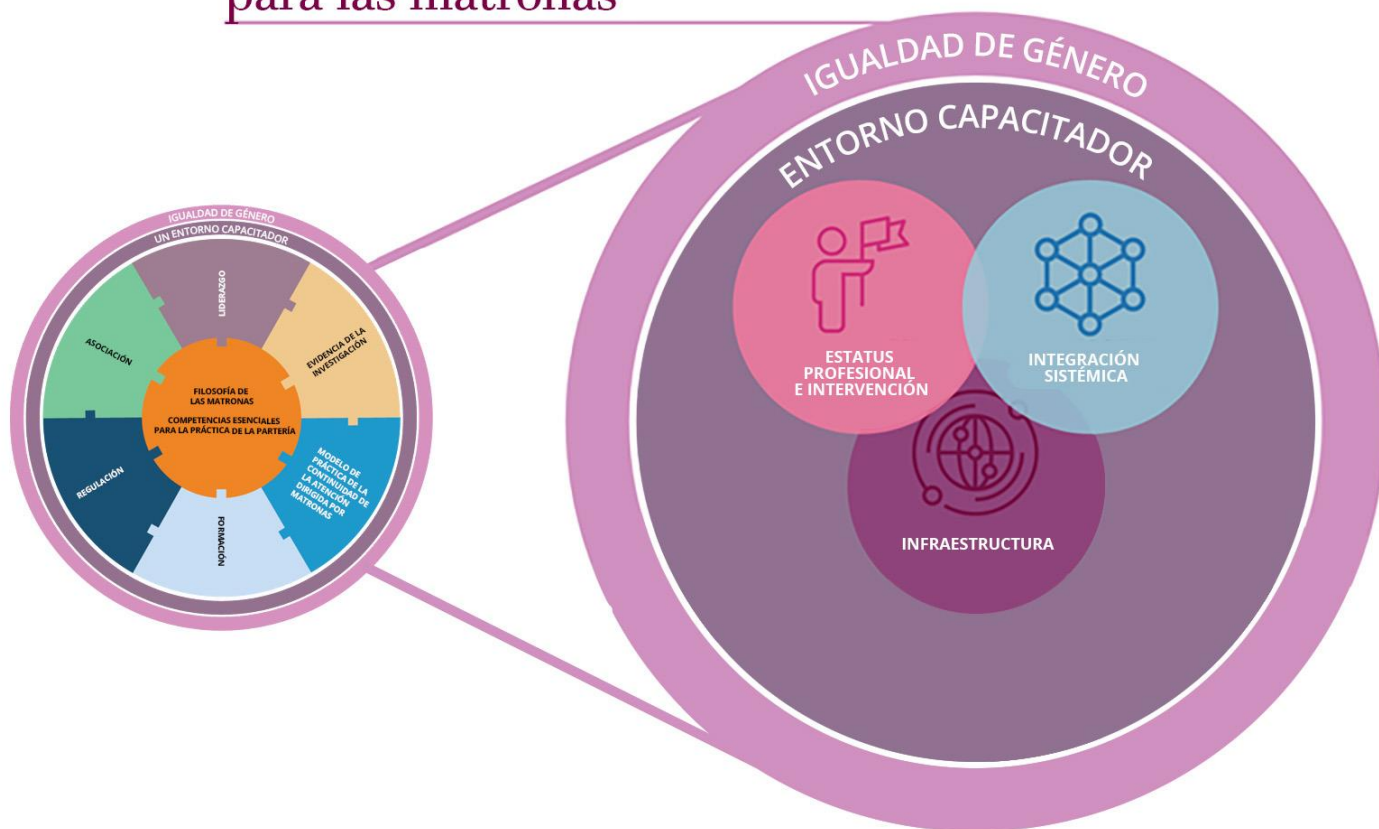 para las matronas
IGUALDAD DE GÉNERO
UN ENTORNO CAPACITADOR
LIDERAZGO
EVIDENCIA DE LA
INVESTIGACIÓN
MODELO DE
PRÁCTICA DE LA
CONTINUIDAD DE
LA ATENCIÓN
DIRIGIDA POR
MATRONAS
FORMACIÓN
REGULACIÓN
ASOCIACIÓN
FILOSOFÍA DE
LAS MATRONAS
COMPETENCIAS ESENCIALES
PARA LA PRÁCTICA DE LA PARTERÍA
IGUALDAD DE GÉNERO
ENTORNO CAPACITADOR
ESTATUS
PROFESIONAL
E INTERVENCIÓN
INTEGRACIÓN
SISTÉMICA
INFRAESTRUCTURA